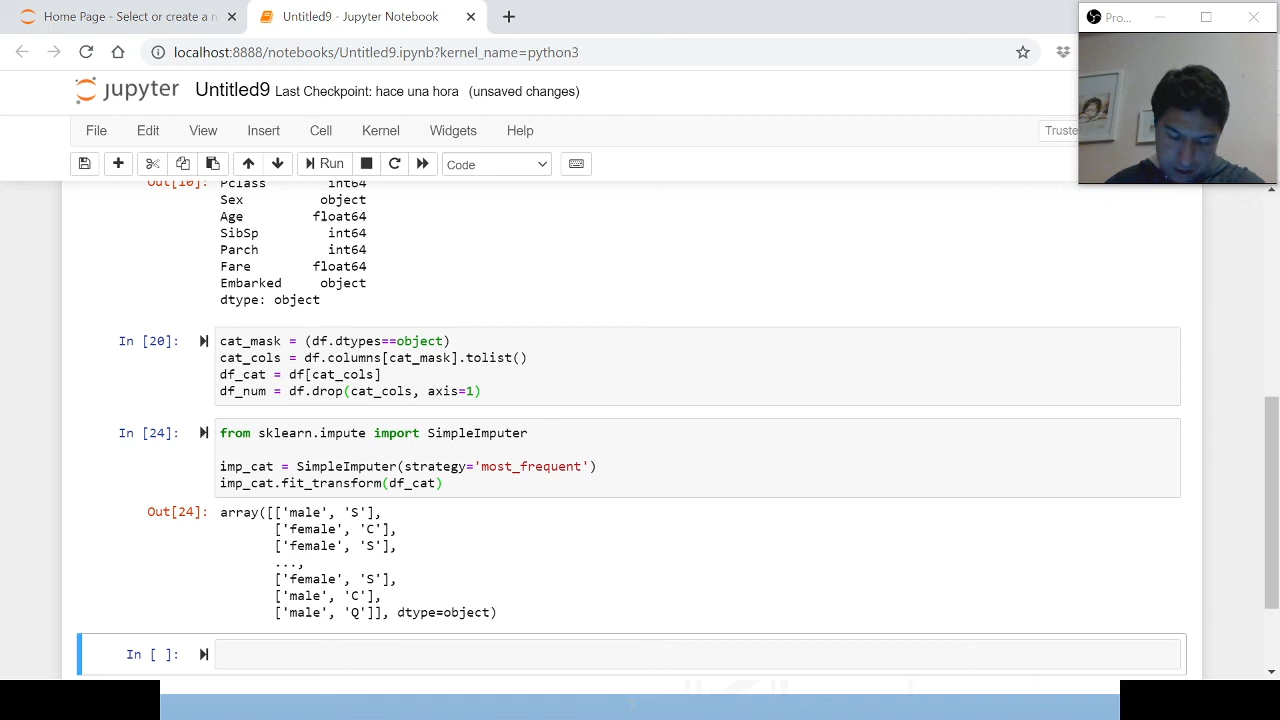 Home Page - Select or create a n
Untitled9 - Jupyter Notebook
Pro...
localhost:8888/notebooks/Untitled9.ipynb?kernel_name=python3
jupyter Untitled9 Last Checkpoint: hace una hora (unsaved changes)
File Edit View Insert Cell Kernel Widgets Help Truste
Run Code
Out[10]: Pclass int64
Sex object
Age float64
SibSp int64
Parch int64
Fare float64
Embarked object
dtype: object
In [20]: cat_mask = (df.dtypes==object)
cat_cols = df.columns[cat_mask].tolist()
df_cat = df[cat_cols]
df_num = df.drop(cat_cols, axis=1)
In [24]: from sklearn.impute import SimpleImputer
imp_cat = SimpleImputer(strategy='most_frequent')
imp_cat.fit_transform(df_cat)
Out[24]: array([['male', 'S'],
['female', 'C'],
['female', 'S'],
...,
['female', 'S'],
['male', 'C'],
['male', 'Q']], dtype=object)
In [ ]: